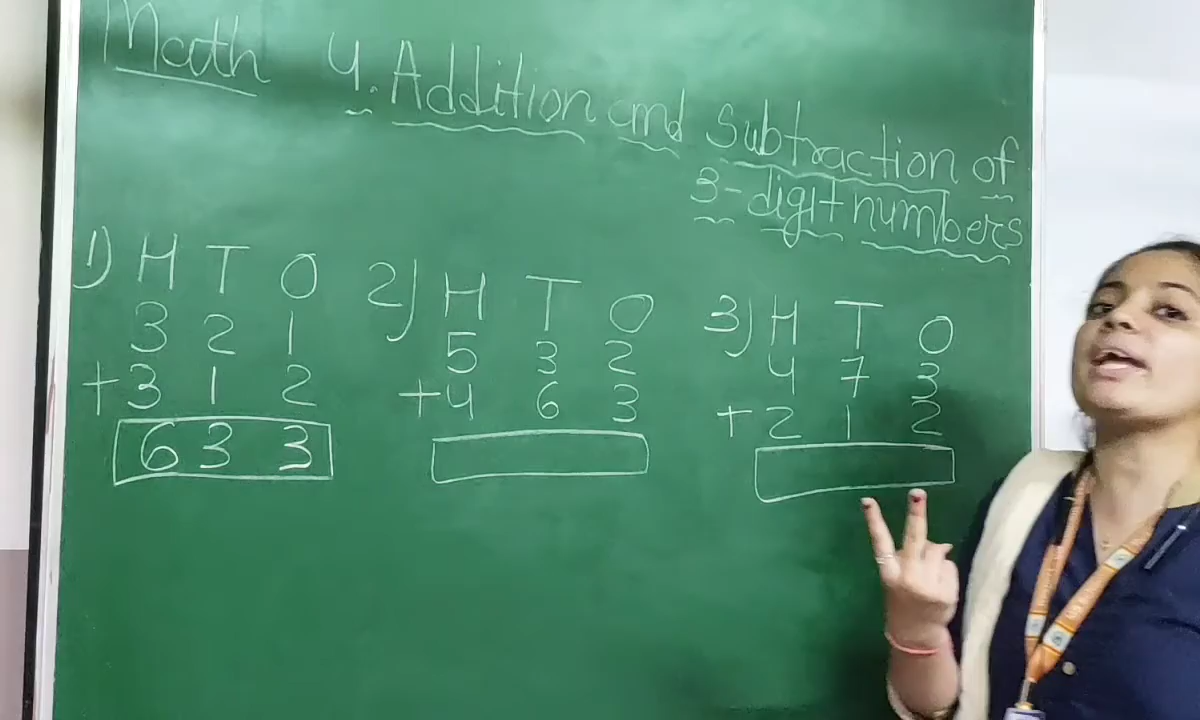 Math 4. Addition and Subtraction of
3-digit numbers
1) H T O
3 2 1
+3 1 2
6 3 3
2) H T O
5 3 2
+4 6 3
3) H T O
4 7 3
+2 1 2